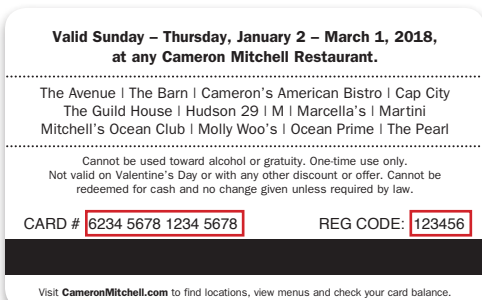 Valid Sunday – Thursday, January 2 – March 1, 2018,
at any Cameron Mitchell Restaurant.
The Avenue | The Barn | Cameron's American Bistro | Cap City
The Guild House | Hudson 29 | M | Marcella's | Martini
Mitchell's Ocean Club | Molly Woo's | Ocean Prime | The Pearl
Cannot be used toward alcohol or gratuity. One-time use only.
Not valid on Valentine's Day or with any other discount or offer. Cannot be
redeemed for cash and no change given unless required by law.
CARD # 6234 5678 1234 5678 REG CODE: 123456
Visit CameronMitchell.com to find locations, view menus and check your card balance.